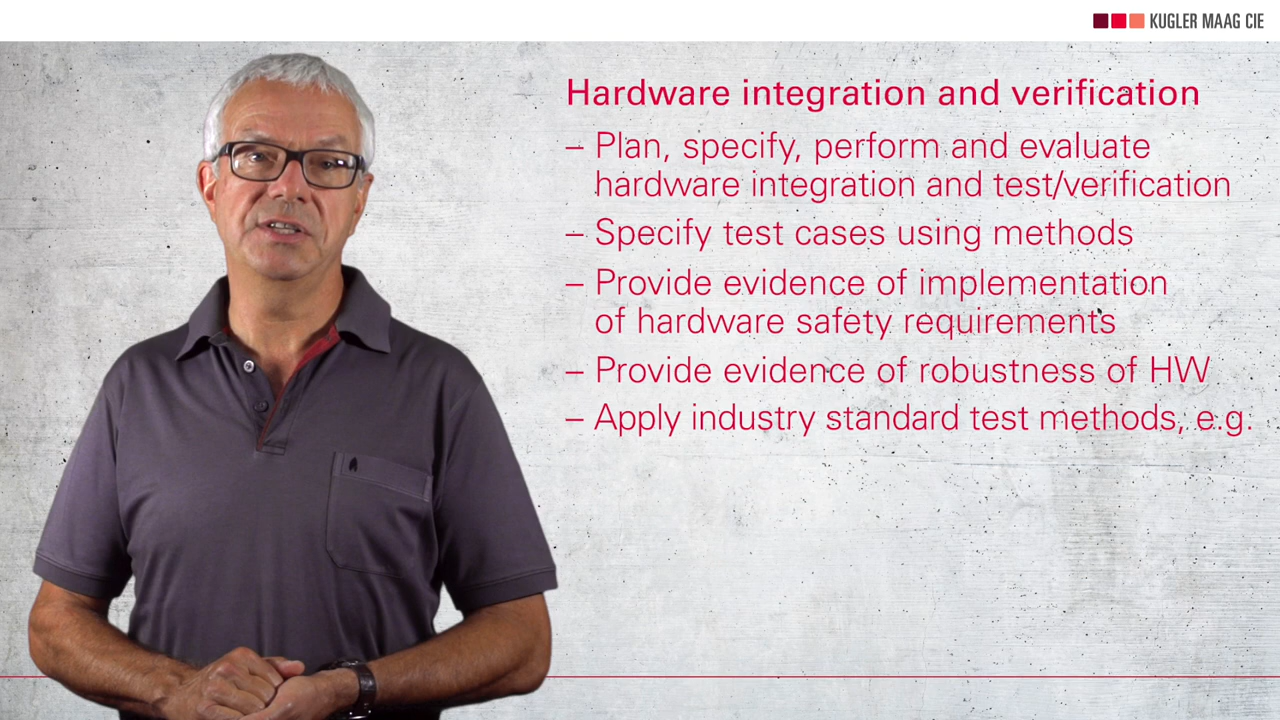 KUGLER MAAG CIE
Hardware integration and verification
– Plan, specify, perform and evaluate
hardware integration and test/verification
– Specify test cases using methods
– Provide evidence of implementation
of hardware safety requirements
– Provide evidence of robustness of HW
– Apply industry standard test methods, e.g.